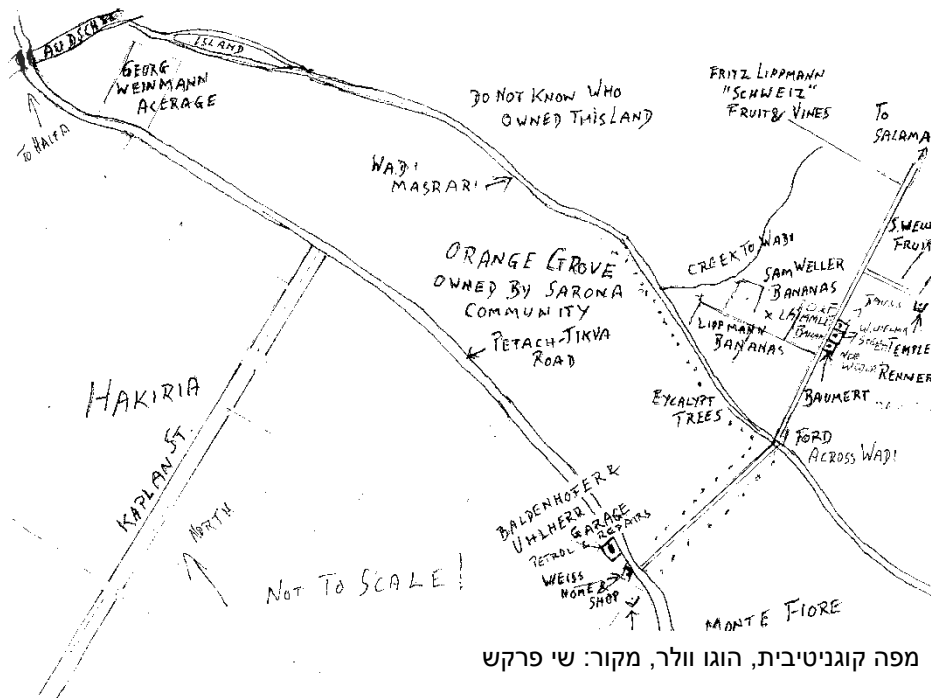 AUDSCHE
ISLAND
GEORG
WEINMANN
ACERAGE
TO HAIFA
DO NOT KNOW WHO
OWNED THIS LAND
FRITZ LIPPMANN
"SCHWEIZ"
FRUIT & VINES
TO
SALAMA
WADI
MASRARI
S. WELL
FRUIT
CREEK TO WADI
ORANGE GROVE
OWNED BY SARONA
COMMUNITY
PETACH-TIKVA
ROAD
SAM WELLER
BANANAS
LIPPMANN
BANANAS
TEMPLE
RENNER
BAUMERT
HAKIRIA
KAPLAN ST.
EYCALYPT
TREES
FORD
ACROSS WADI
NORTH
BALDENHOFER &
UHLHERR
GARAGE
PETROL & REPAIRS
WEISS
HOME &
SHOP
NOT TO SCALE!
MONTE FIORE
מפה קוגניטיבית, הוגו וולר, מקור: שי פרקש